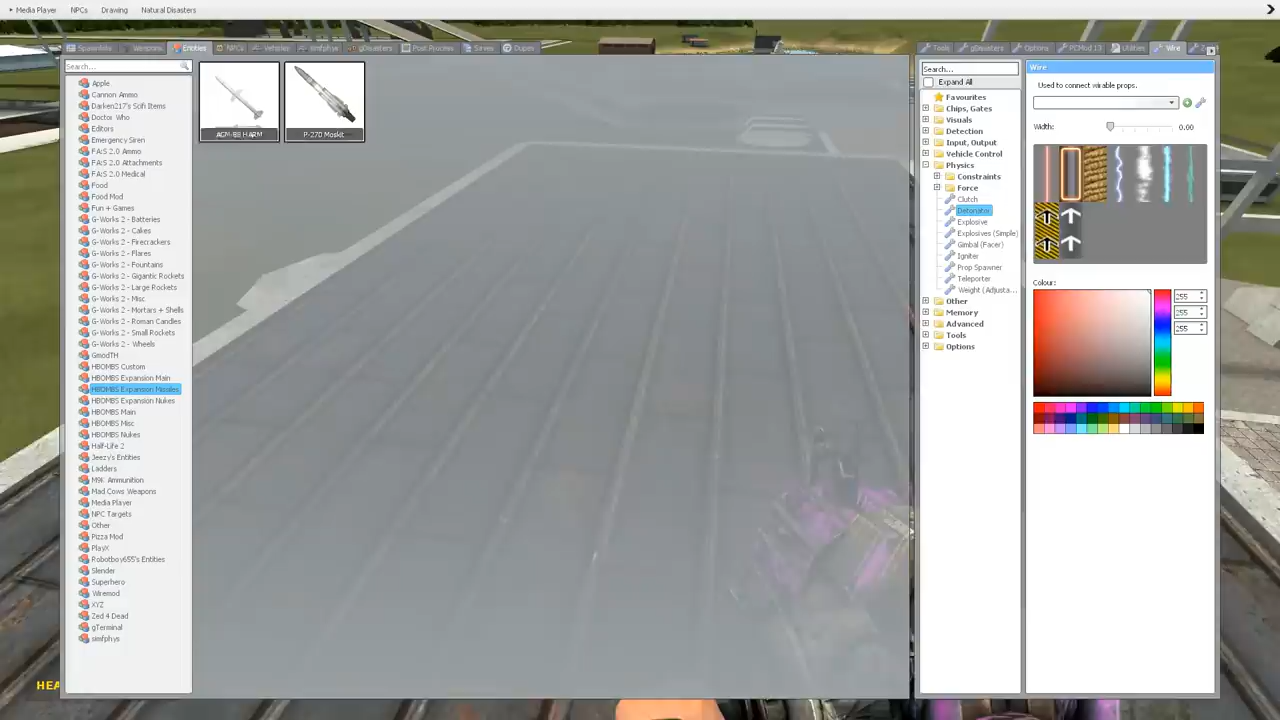 Media Player NPCs Drawing Natural Disasters
Spawnlists Weapons Entities NPCs Vehicles simfphys gDisasters Post Process Saves Dupes
Tools gDisasters Options PCMod 13 Utilities Wire
Search...
Apple
Cannon Ammo
Darken217's Scifi Items
Doctor Who
Editors
Emergency Siren
FA:S 2.0 Ammo
FA:S 2.0 Attachments
FA:S 2.0 Medical
Food
Food Mod
Fun + Games
G-Works 2 - Batteries
G-Works 2 - Cakes
G-Works 2 - Firecrackers
G-Works 2 - Flares
G-Works 2 - Fountains
G-Works 2 - Gigantic Rockets
G-Works 2 - Large Rockets
G-Works 2 - Misc
G-Works 2 - Mortars + Shells
G-Works 2 - Roman Candles
G-Works 2 - Small Rockets
G-Works 2 - Wheels
GmodTH
HBOMBS Custom
HBOMBS Expansion Main
HBOMBS Expansion Missiles
HBOMBS Expansion Nukes
HBOMBS Main
HBOMBS Misc
HBOMBS Nukes
Half-Life 2
Jeezy's Entities
Ladders
M9K Ammunition
Mad Cows Weapons
Media Player
NPC Targets
Other
Pizza Mod
PlayX
Robotboy655's Entities
Slender
Superhero
Wiremod
XYZ
Zed 4 Dead
gTerminal
simfphys
AGM-88 HARM
P-270 Moskit
Search...
Expand All
Favourites
Chips, Gates
Visuals
Detection
Input, Output
Vehicle Control
Physics
Constraints
Force
Clutch
Detonator
Explosive
Explosives (Simple)
Gimbal (Facer)
Igniter
Prop Spawner
Teleporter
Weight (Adjusta...
Other
Memory
Advanced
Tools
Options
Wire
Used to connect wirable props.
Width: 0.00
Colour:
255
255
255
HEA